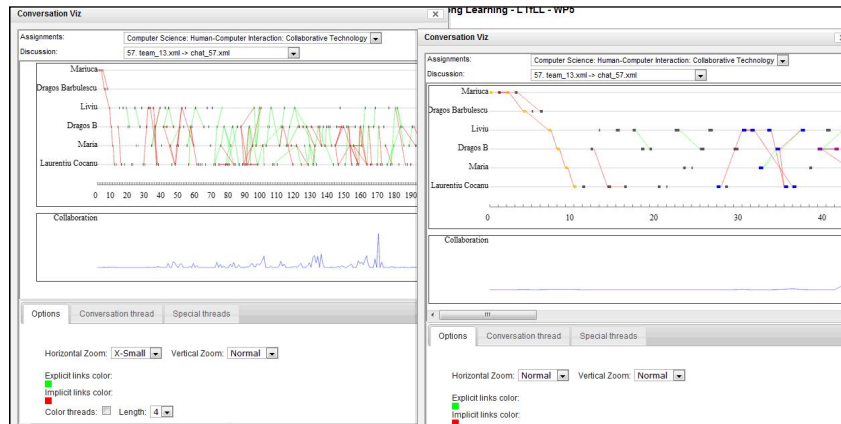 Conversation Viz
Assignments: Computer Science: Human-Computer Interaction: Collaborative Technology
Discussion: 57. team_13.xml -> chat_57.xml
Mariuca
Dragos Barbulescu
Liviu
Dragos B
Maria
Laurentiu Cocanu
0 10 20 30 40 50 60 70 80 90 100 110 120 130 140 150 160 170 180 190
Collaboration
Options Conversation thread Special threads
Horizontal Zoom: X-Small Vertical Zoom: Normal
Explicit links color:
Implicit links color:
Color threads: Length: 4
ong Learning - LTfLL - WP5
Conversation Viz
Assignments: Computer Science: Human-Computer Interaction: Collaborative Technology
Discussion: 57. team_13.xml -> chat_57.xml
Mariuca
Dragos Barbulescu
Liviu
Dragos B
Maria
Laurentiu Cocanu
0 10 20 30 40
Collaboration
Options Conversation thread Special threads
Horizontal Zoom: Normal Vertical Zoom: Normal
Explicit links color:
Implicit links color: